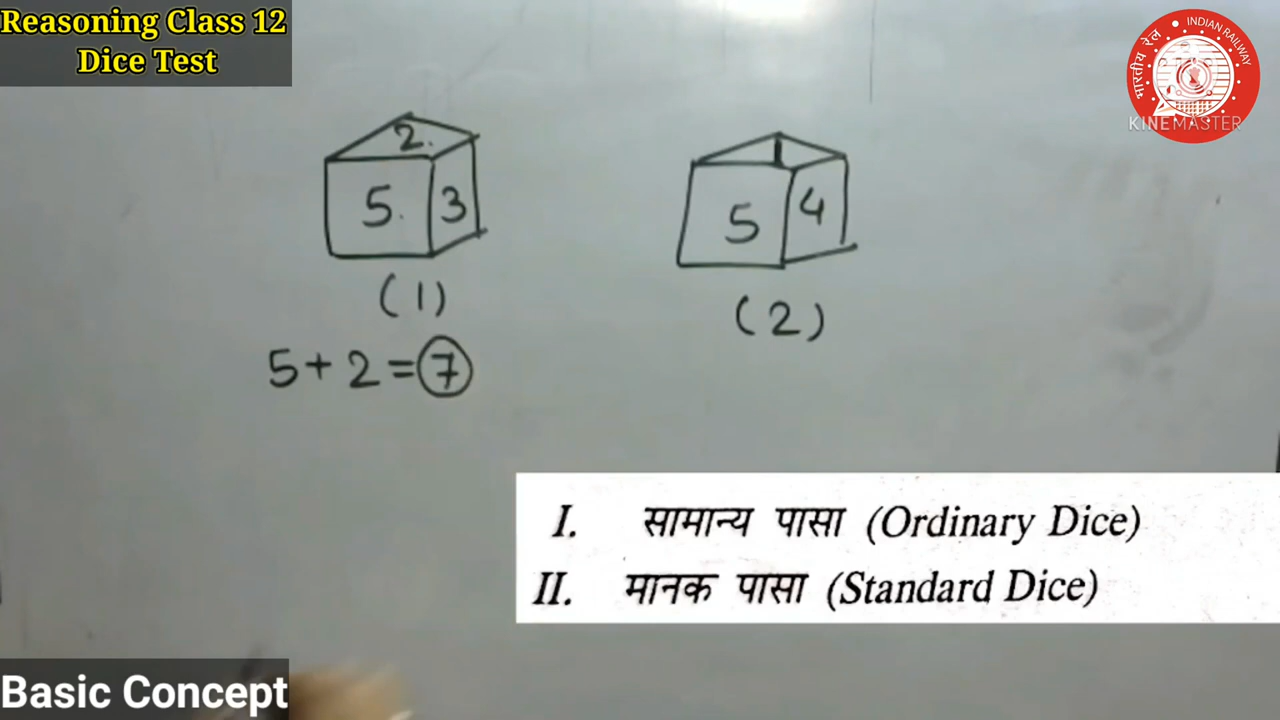 Reasoning Class 12
Dice Test
भारतीय रेल • INDIAN RAILWAY
KINEMASTER
2.
5. 3
(1)
5+2=7
1
5 4
(2)
I. सामान्य पासा (Ordinary Dice)
II. मानक पासा (Standard Dice)
Basic Concept